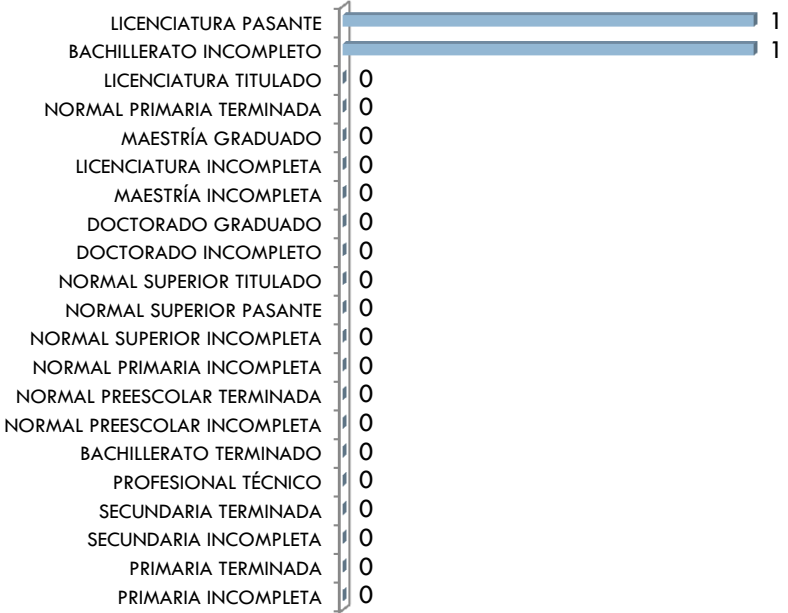 LICENCIATURA PASANTE 1
BACHILLERATO INCOMPLETO 1
LICENCIATURA TITULADO 0
NORMAL PRIMARIA TERMINADA 0
MAESTRÍA GRADUADO 0
LICENCIATURA INCOMPLETA 0
MAESTRÍA INCOMPLETA 0
DOCTORADO GRADUADO 0
DOCTORADO INCOMPLETO 0
NORMAL SUPERIOR TITULADO 0
NORMAL SUPERIOR PASANTE 0
NORMAL SUPERIOR INCOMPLETA 0
NORMAL PRIMARIA INCOMPLETA 0
NORMAL PREESCOLAR TERMINADA 0
NORMAL PREESCOLAR INCOMPLETA 0
BACHILLERATO TERMINADO 0
PROFESIONAL TÉCNICO 0
SECUNDARIA TERMINADA 0
SECUNDARIA INCOMPLETA 0
PRIMARIA TERMINADA 0
PRIMARIA INCOMPLETA 0